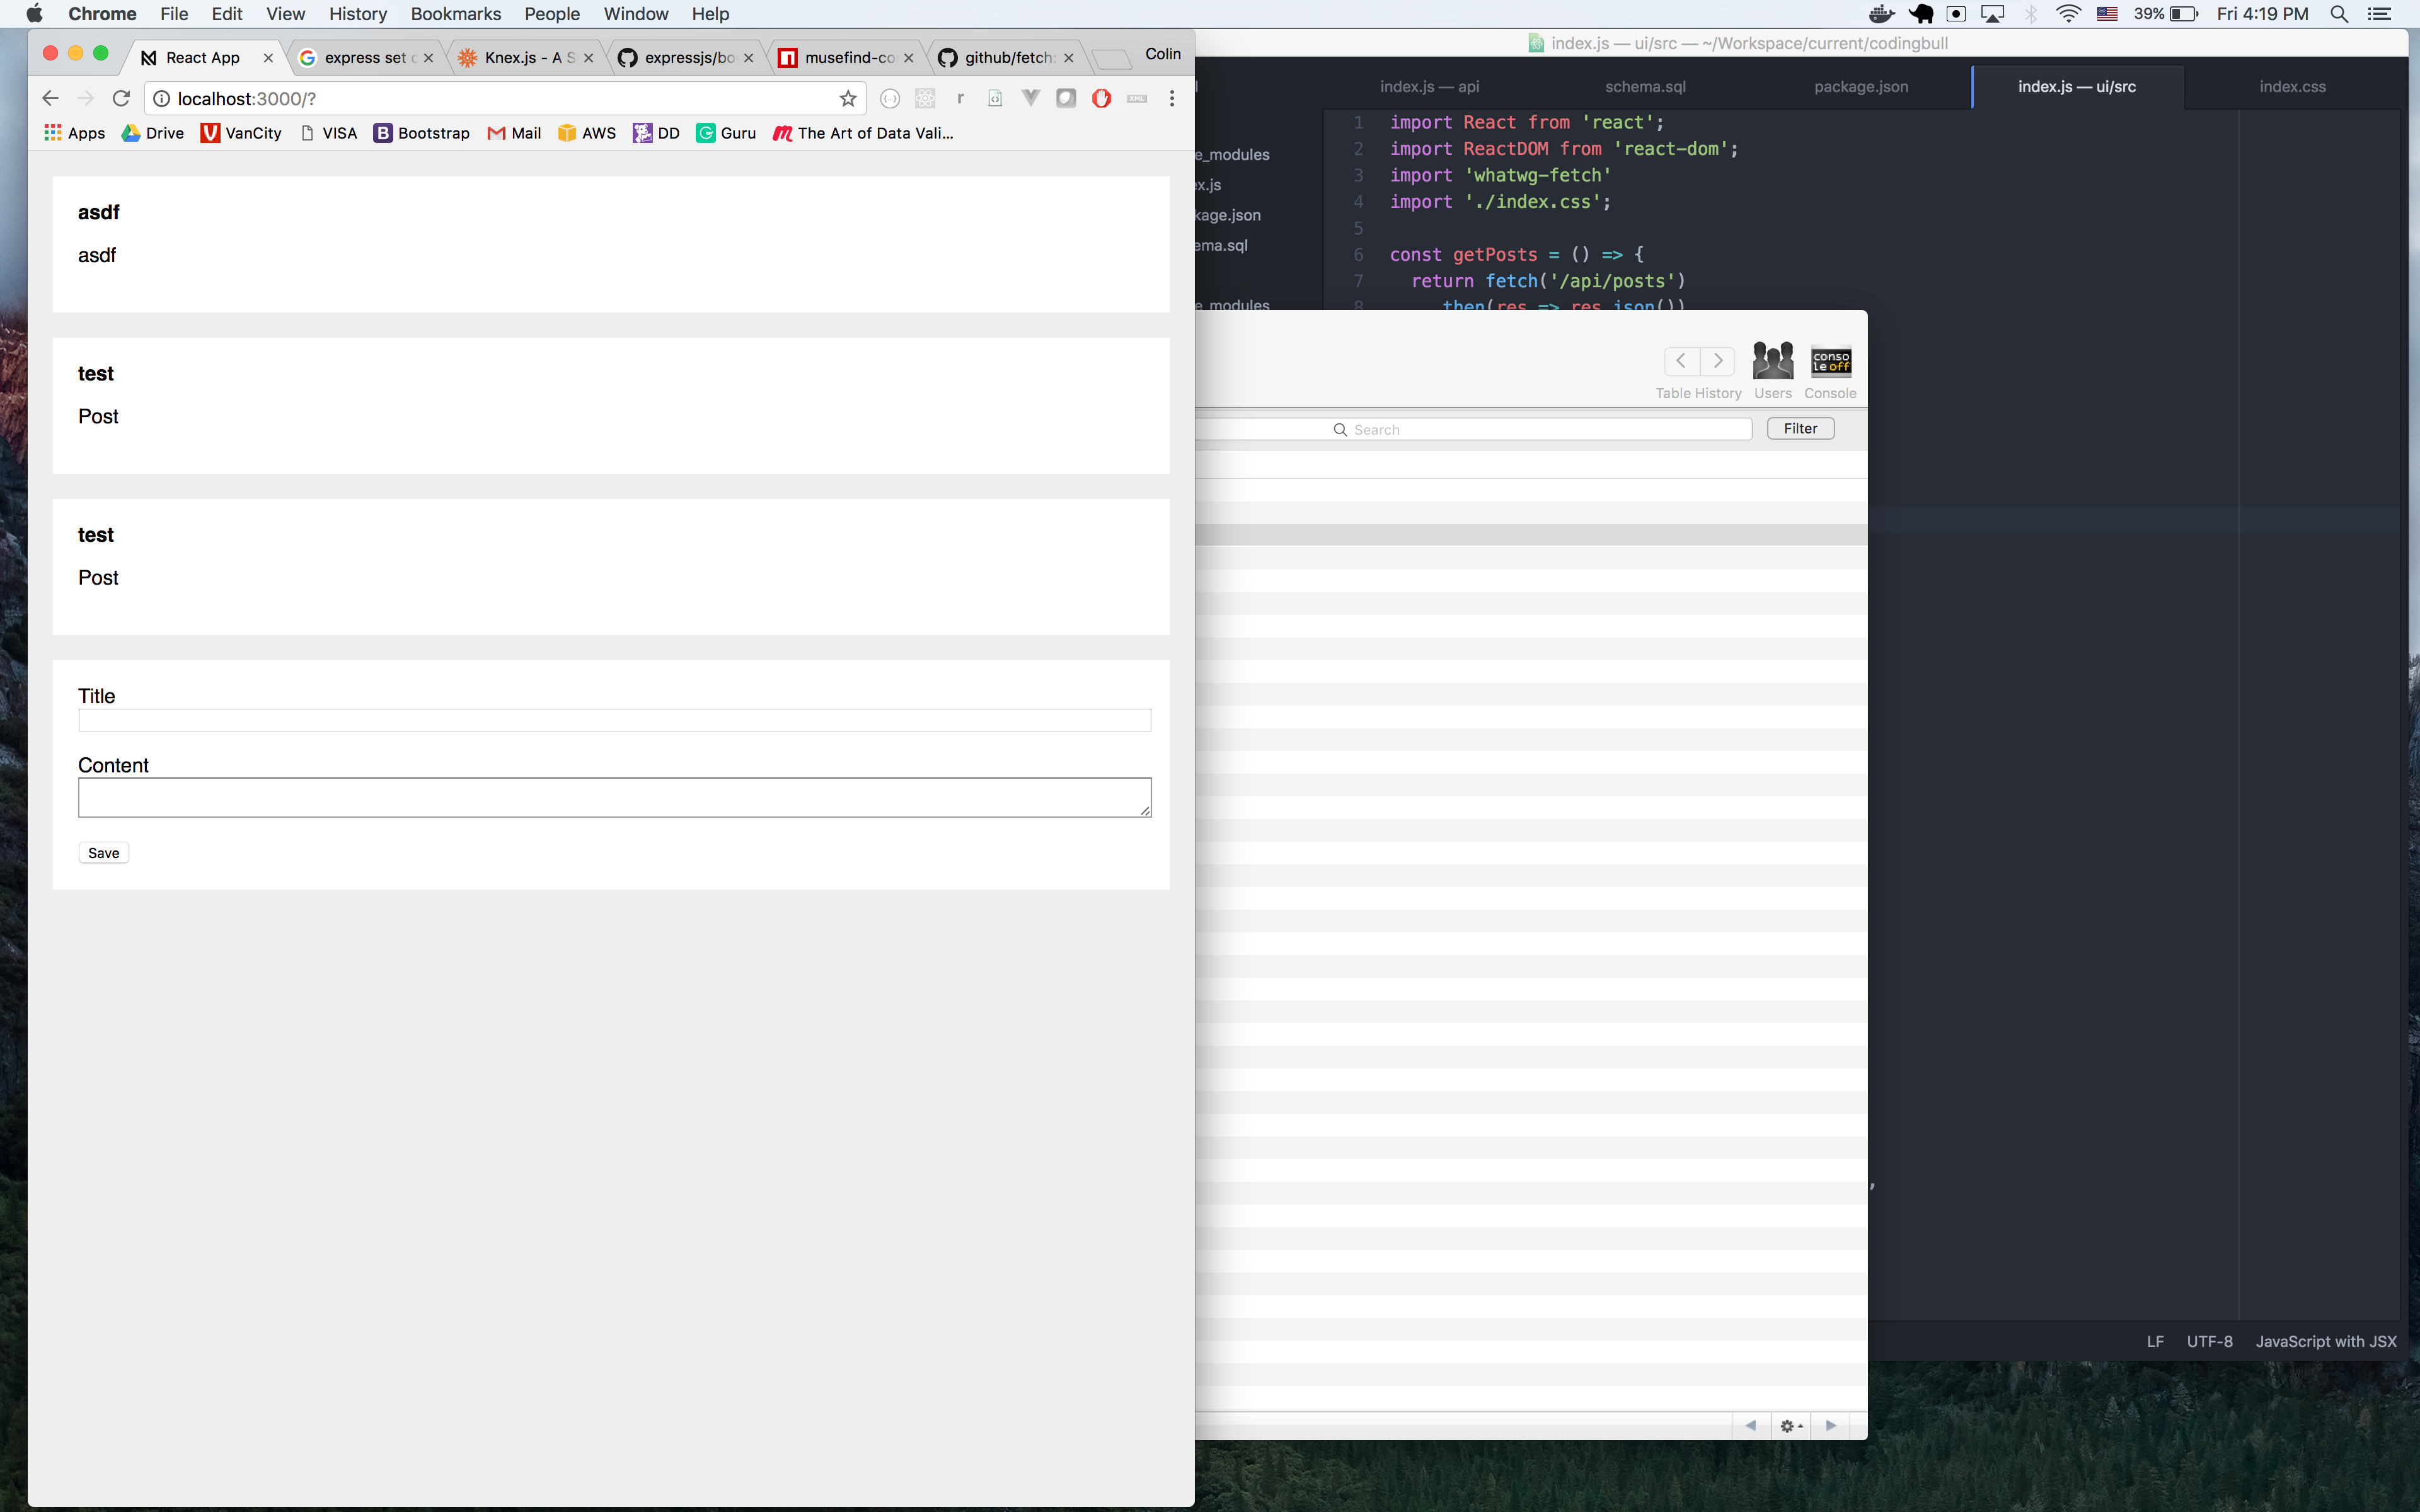 Chrome File Edit View History Bookmarks People Window Help
39% Fri 4:19 PM
React App
express set
Knex.js - A S
expressjs/bo
musefind-co
github/fetch:
Colin
localhost:3000/?
Apps Drive VanCity VISA Bootstrap Mail AWS DD Guru The Art of Data Vali...
asdf
asdf
test
Post
test
Post
Title
Content
Save
index.js — ui/src — ~/Workspace/current/codingbull
index.js — api
schema.sql
package.json
index.js — ui/src
index.css
e_modules
ex.js
kage.json
ema.sql
e_modules
1 import React from 'react';
2 import ReactDOM from 'react-dom';
3 import 'whatwg-fetch'
4 import './index.css';
5
6 const getPosts = () => {
7 return fetch('/api/posts')
8 .then(res => res.json())
conso
le off
Table History Users Console
Search
Filter
,
LF UTF-8 JavaScript with JSX